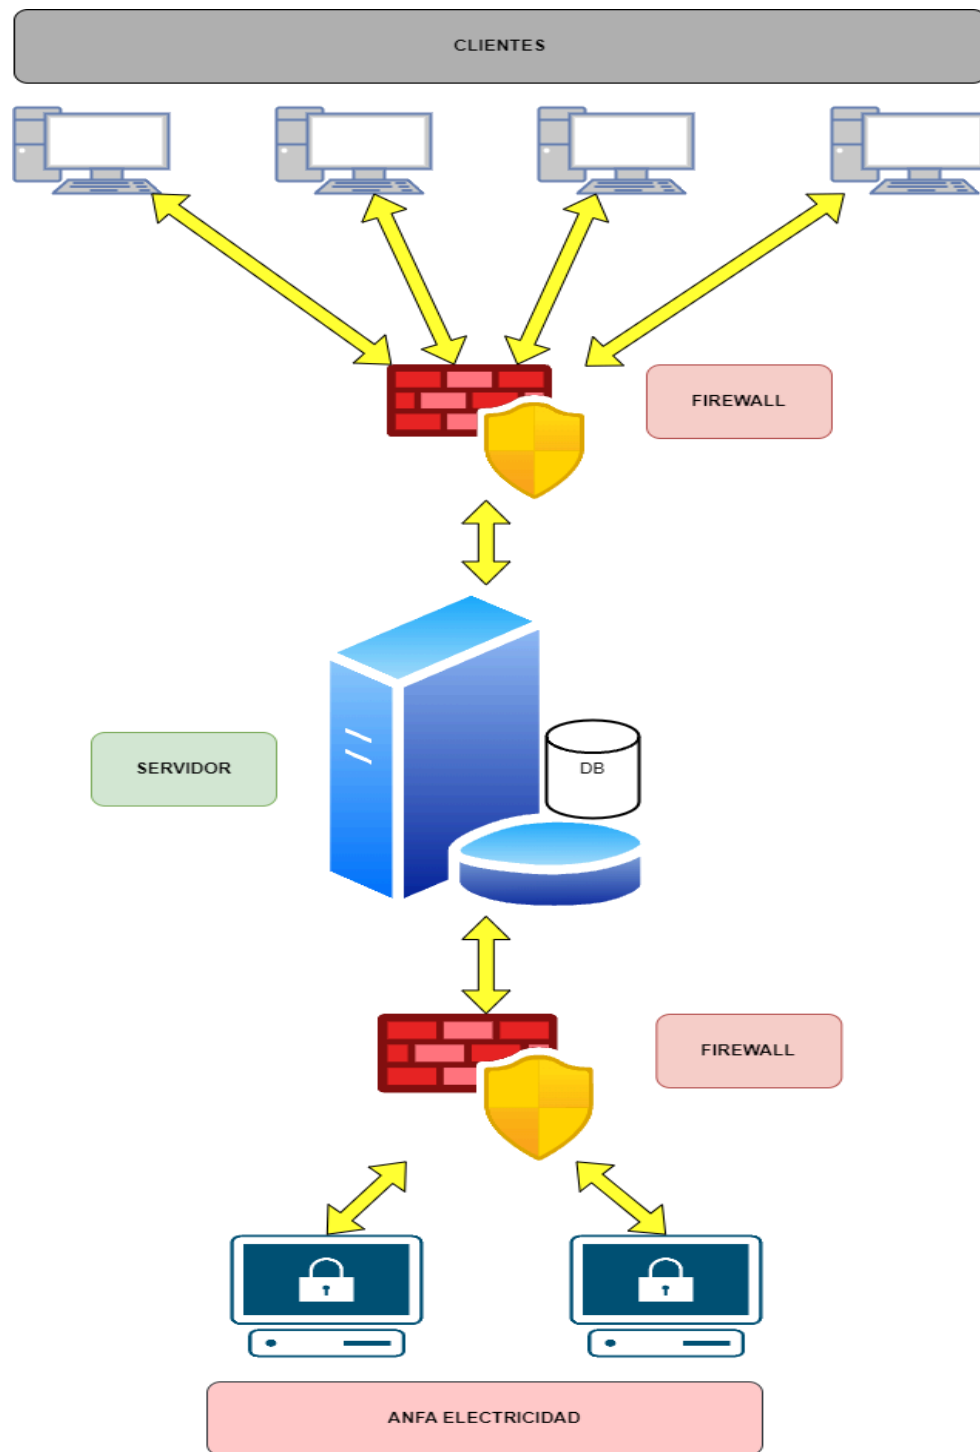 CLIENTES
FIREWALL
SERVIDOR
DB
FIREWALL
ANFA ELECTRICIDAD